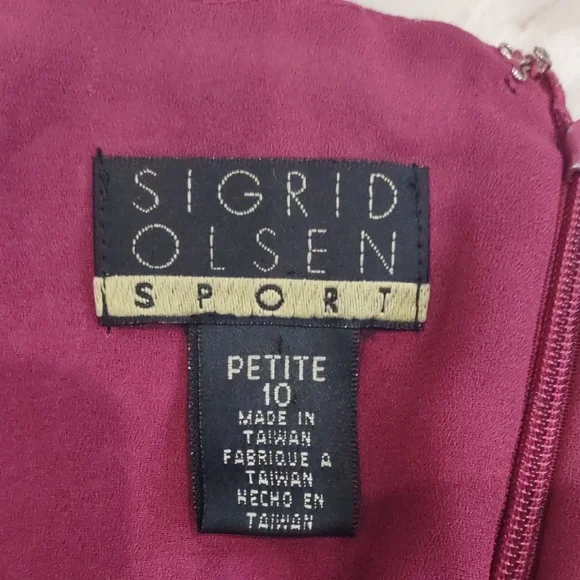 SIGRID
OLSEN
SPORT
PETITE
10
MADE IN
TAIWAN
FABRIQUE A
TAIWAN
HECHO EN
TAIWAN